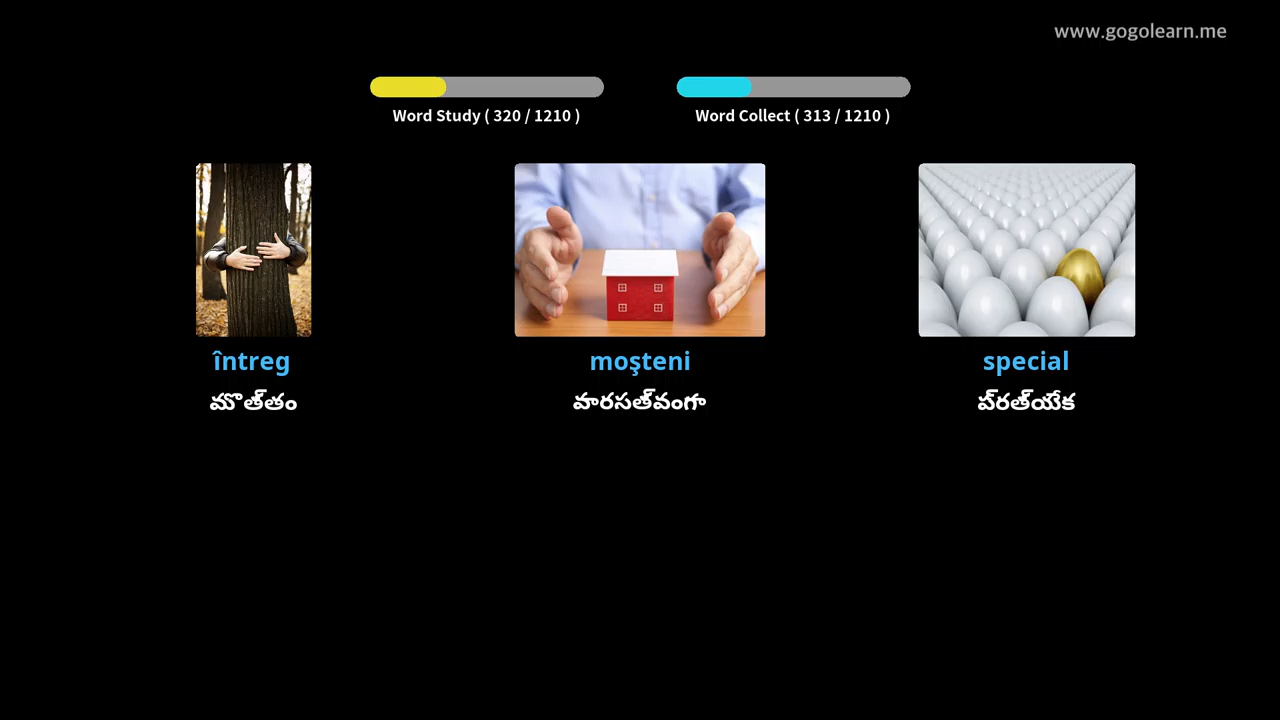 www.gogolearn.me
Word Study ( 320 / 1210 )
Word Collect ( 313 / 1210 )
întreg
moşteni
special
మొత్తం
వారసత్వంగా
ప్రత్యేక